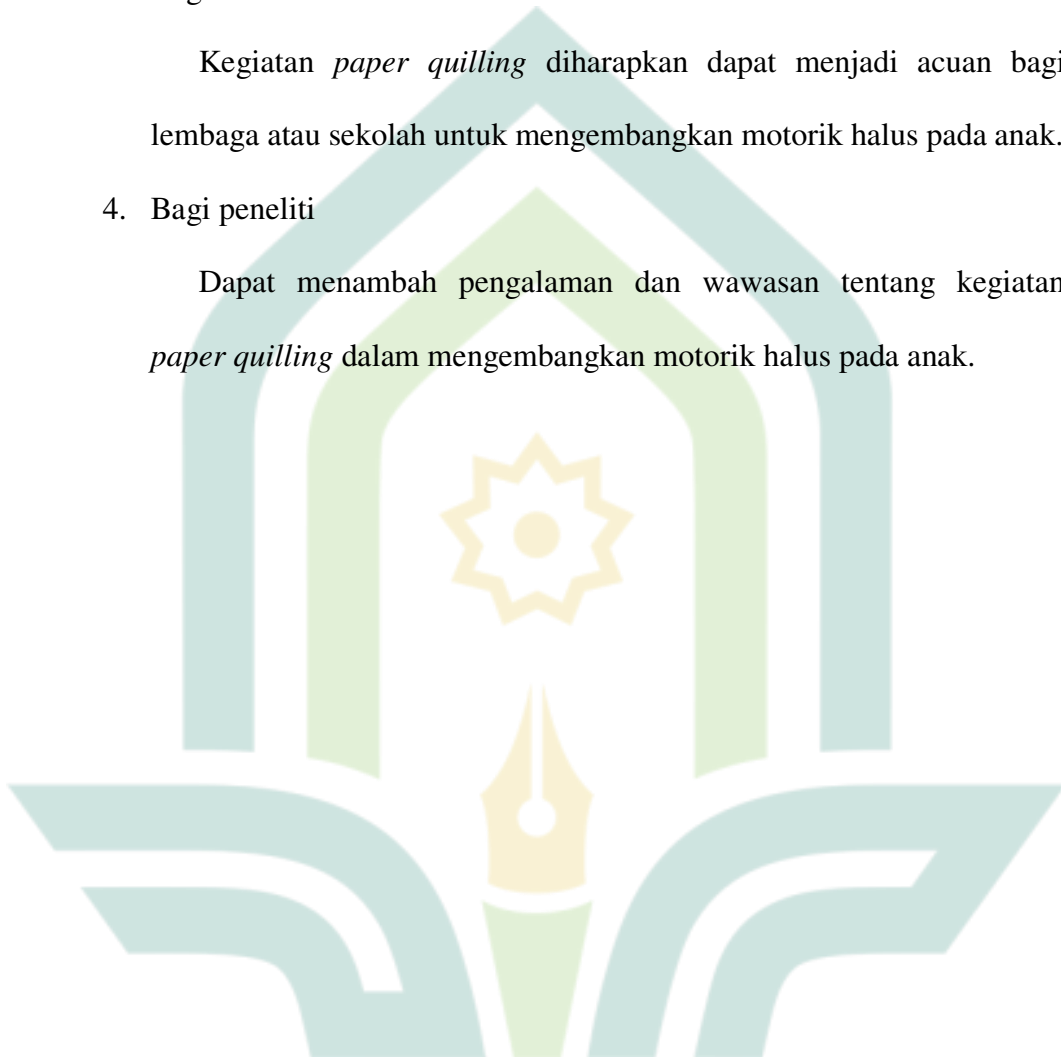 Kegiatan paper quilling diharapkan dapat menjadi acuan bagi
lembaga atau sekolah untuk mengembangkan motorik halus pada anak.
4. Bagi peneliti
Dapat menambah pengalaman dan wawasan tentang kegiatan
paper quilling dalam mengembangkan motorik halus pada anak.